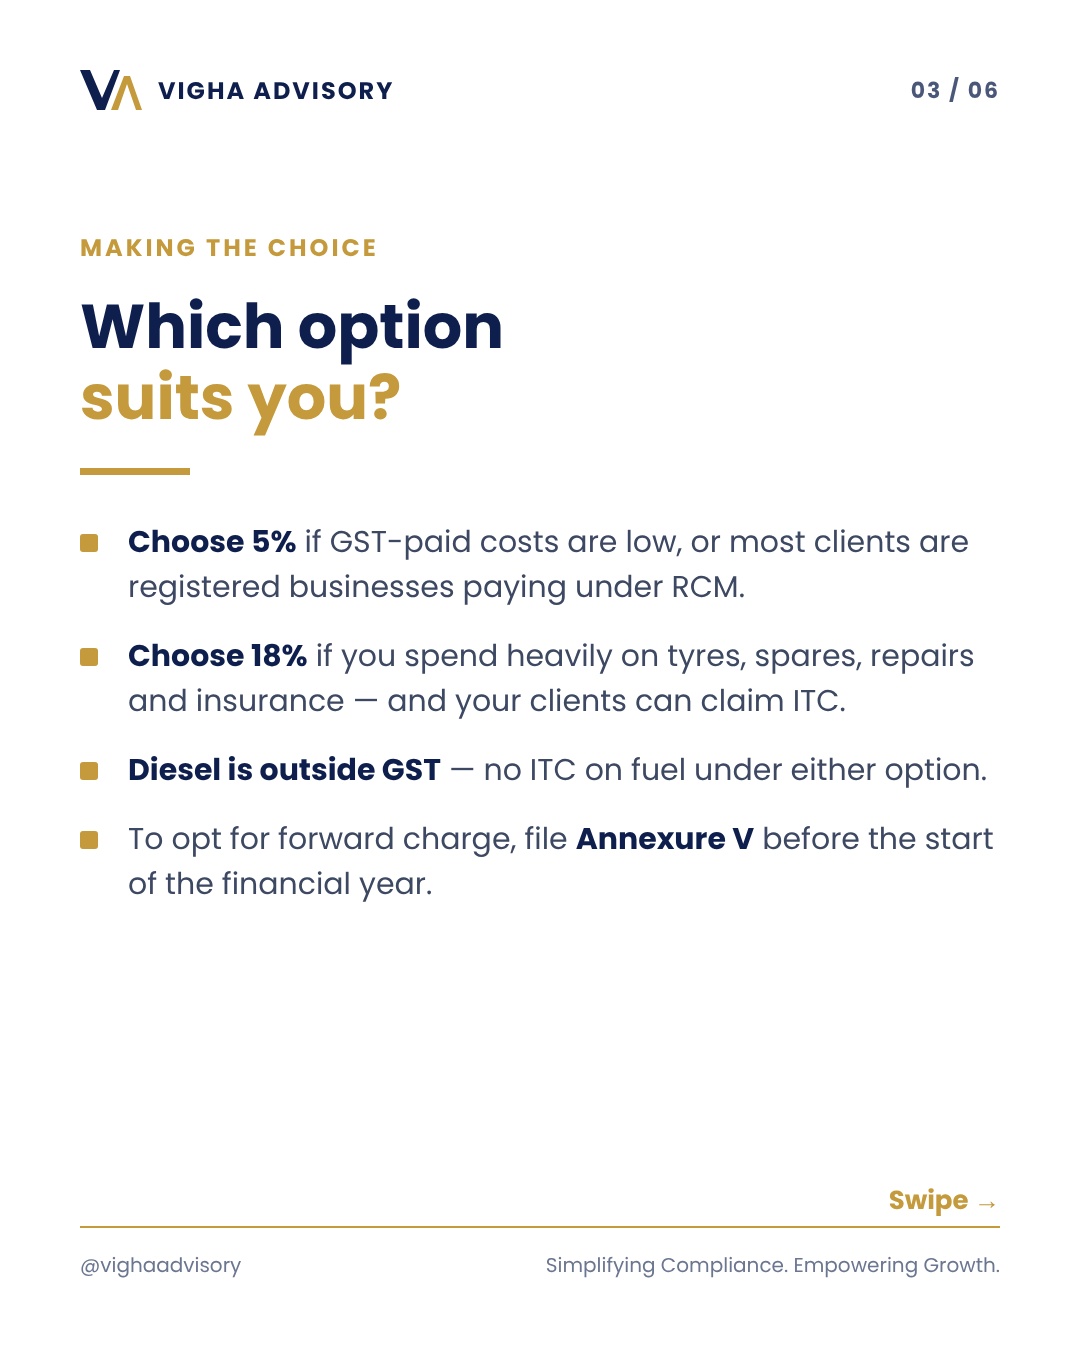 VIGHA ADVISORY
03 / 06
MAKING THE CHOICE
Which option
suits you?
Choose 5% if GST-paid costs are low, or most clients are
registered businesses paying under RCM.
Choose 18% if you spend heavily on tyres, spares, repairs
and insurance — and your clients can claim ITC.
Diesel is outside GST — no ITC on fuel under either option.
To opt for forward charge, file Annexure V before the start
of the financial year.
Swipe →
@vighaadvisory
Simplifying Compliance. Empowering Growth.